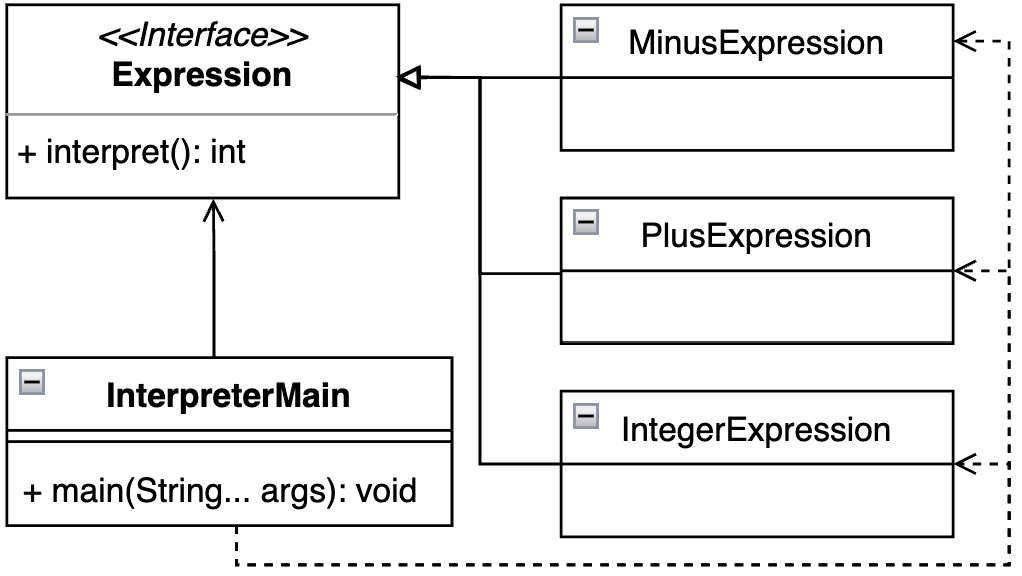 <<Interface>>
Expression
+ interpret(): int
InterpreterMain
+ main(String... args): void
MinusExpression
PlusExpression
IntegerExpression